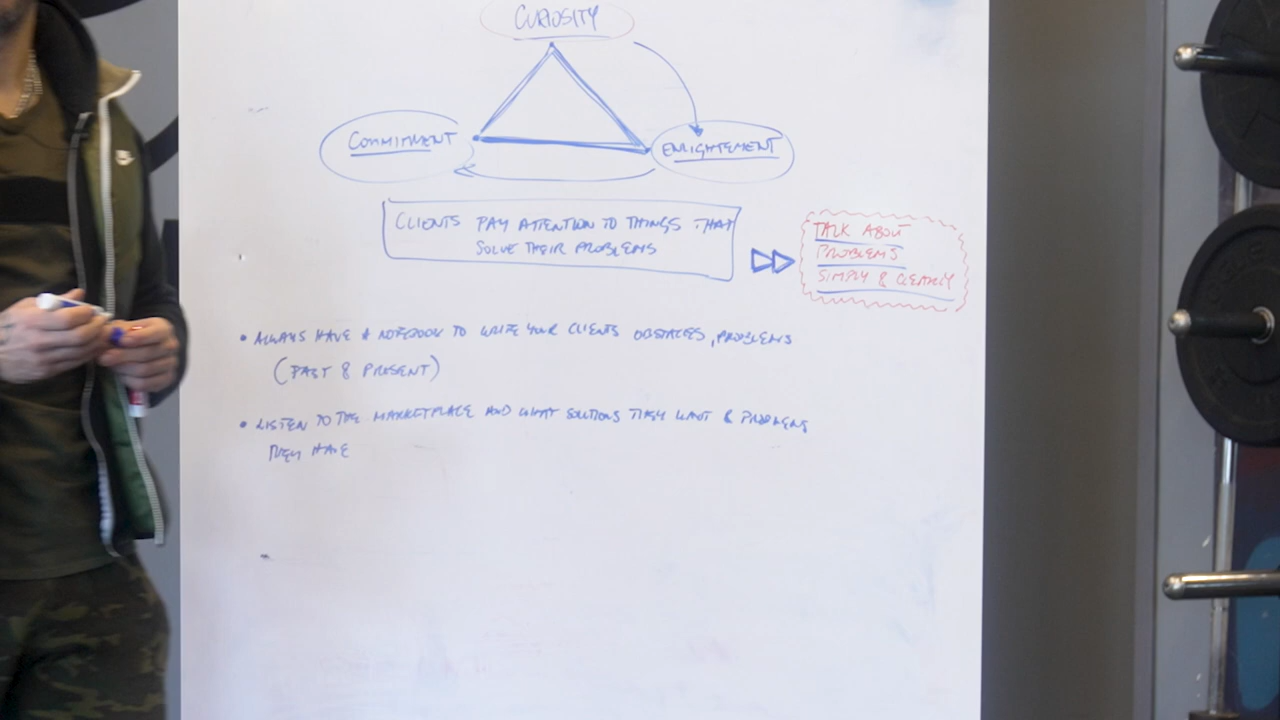 CURIOSITY
COMMITMENT
ENRIGHTEMENT
CLIENTS PAY ATTENTION TO THINGS THAT
SOLVE THEIR PROBLEMS
TALK ABOUT
PROBLEMS
SIMPLY & CLEARLY
• ALWAYS HAVE A NOTEBOOK TO WRITE YOUR CLIENTS OBSTACLES, PROBLEMS
(PAST & PRESENT)
• LISTEN TO THE MARKETPLACE AND WHAT SOLUTIONS THEY WANT & PROBLEMS
THEY HAVE